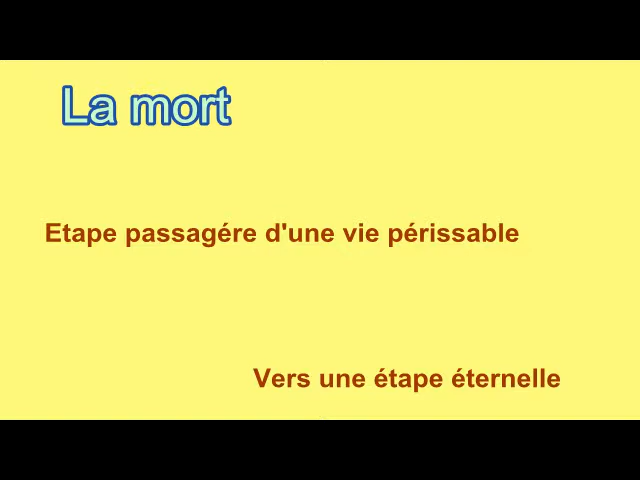 La mort
Etape passagére d'une vie périssable
Vers une étape éternelle